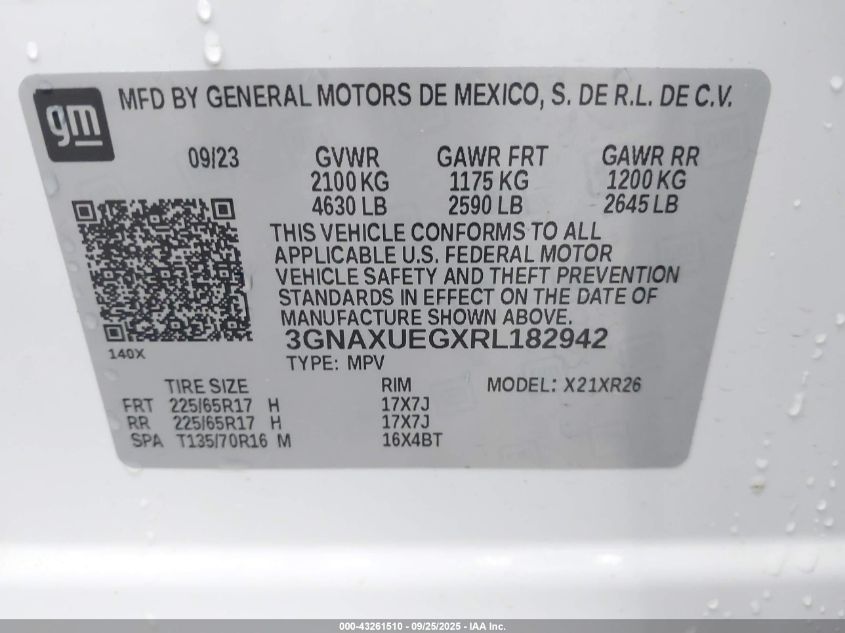 gm
MFD BY GENERAL MOTORS DE MEXICO, S. DE R.L. DE C.V.
09/23 GVWR GAWR FRT GAWR RR
2100 KG 1175 KG 1200 KG
4630 LB 2590 LB 2645 LB
THIS VEHICLE CONFORMS TO ALL
APPLICABLE U.S. FEDERAL MOTOR
VEHICLE SAFETY AND THEFT PREVENTION
STANDARDS IN EFFECT ON THE DATE OF
MANUFACTURE SHOWN ABOVE.
3GNAXUEGXRL182942
140X
TYPE: MPV
TIRE SIZE RIM MODEL: X21XR26
FRT 225/65R17 H 17X7J
RR 225/65R17 H 17X7J
SPA T135/70R16 M 16X4BT
000-43261510 - 09/25/2025 - IAA Inc.